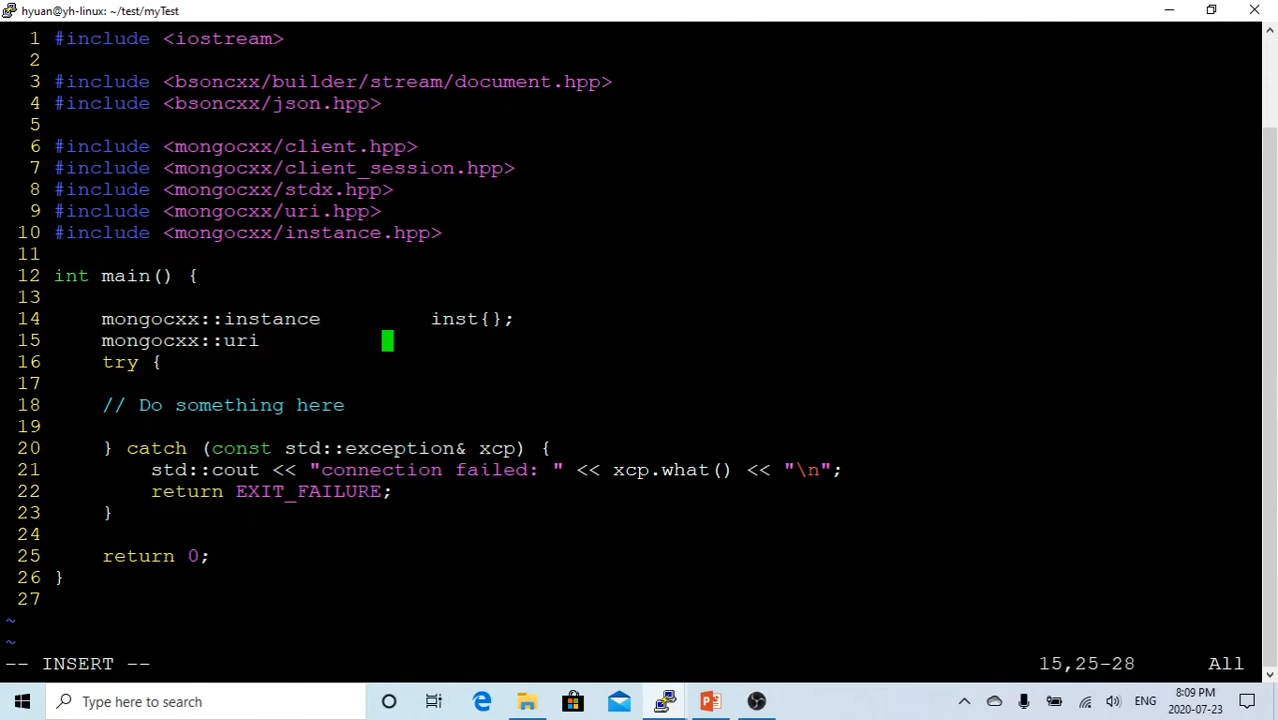 hyuan@yh-linux: ~/test/myTest
1 #include <iostream>
2
3 #include <bsoncxx/builder/stream/document.hpp>
4 #include <bsoncxx/json.hpp>
5
6 #include <mongocxx/client.hpp>
7 #include <mongocxx/client_session.hpp>
8 #include <mongocxx/stdx.hpp>
9 #include <mongocxx/uri.hpp>
10 #include <mongocxx/instance.hpp>
11
12 int main() {
13
14     mongocxx::instance         inst{};
15     mongocxx::uri
16     try {
17
18     // Do something here
19
20     } catch (const std::exception& xcp) {
21         std::cout << "connection failed: " << xcp.what() << "\n";
22         return EXIT_FAILURE;
23     }
24
25     return 0;
26 }
27
~
~
-- INSERT -- 15,25-28 All
Type here to search ENG 8:09 PM
2020-07-23